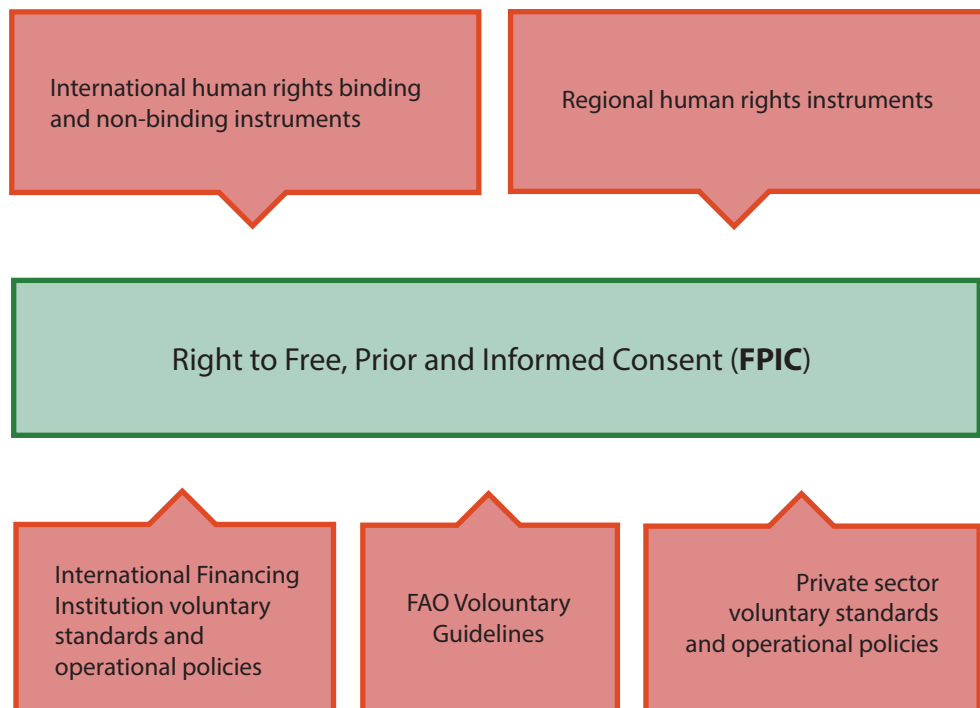 International human rights binding
and non-binding instruments
Regional human rights instruments
Right to Free, Prior and Informed Consent (FPIC)
International Financing
Institution voluntary
standards and
operational policies
FAO Volountary
Guidelines
Private sector
voluntary standards
and operational policies